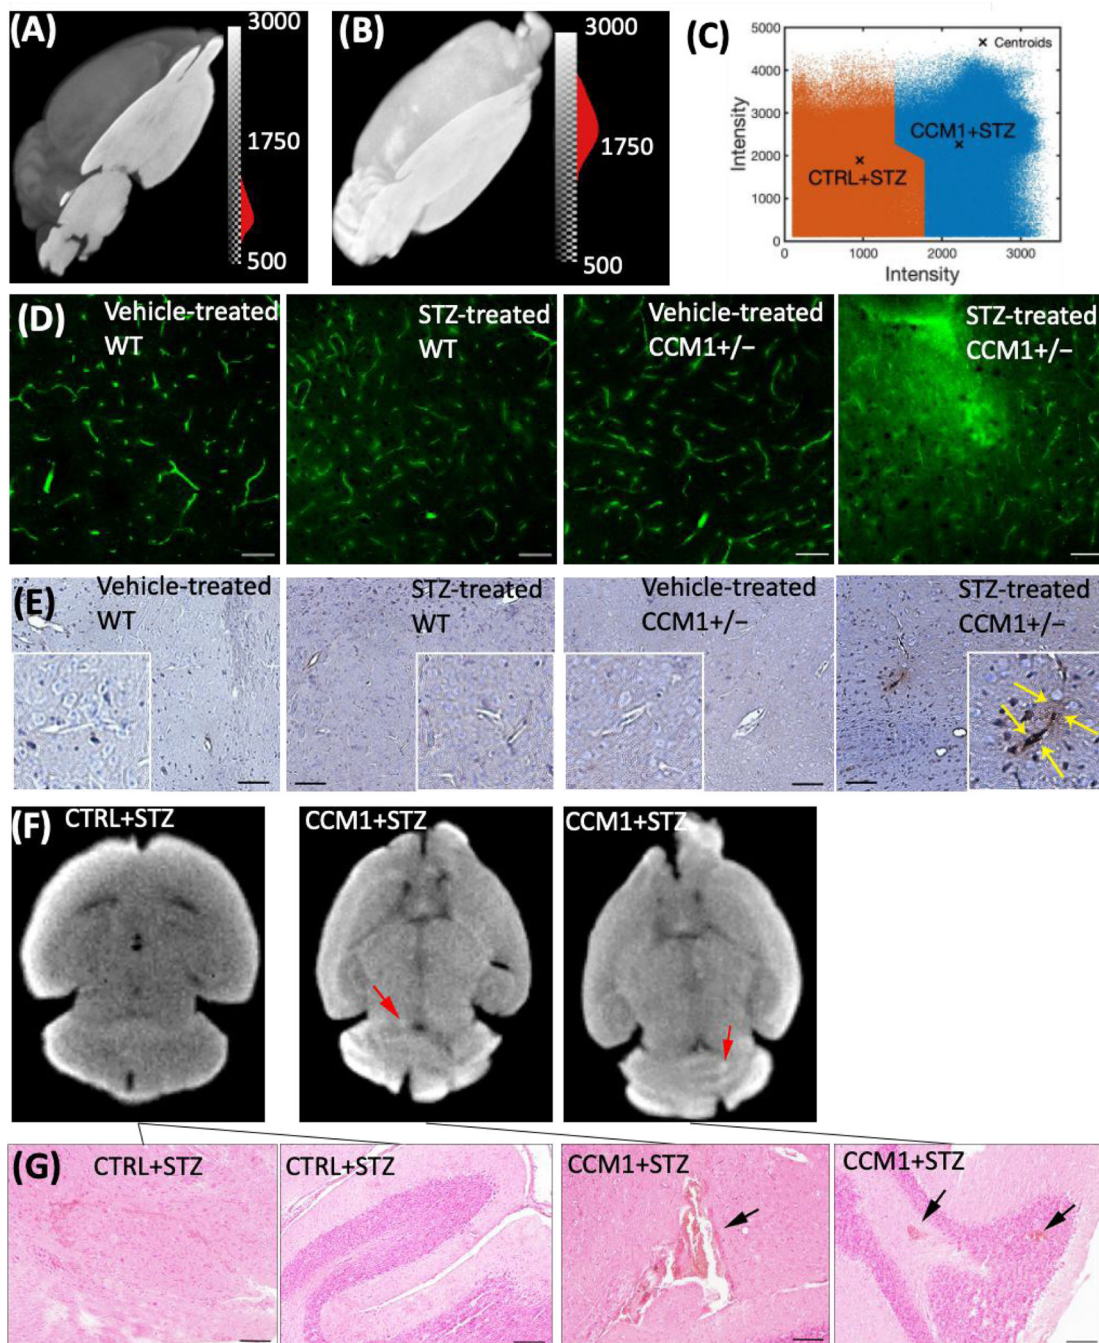 (A)
3000
1750
500
(B)
3000
1750
500
(C)
5000
4000
3000
2000
1000
0
Intensity
× Centroids
CCM1+STZ
×
×
CTRL+STZ
1000
2000
3000
Intensity
(D)
Vehicle-treated
WT
STZ-treated
WT
Vehicle-treated
CCM1+/−
STZ-treated
CCM1+/−
(E)
Vehicle-treated
WT
STZ-treated
WT
Vehicle-treated
CCM1+/−
STZ-treated
CCM1+/−
(F)
CTRL+STZ
CCM1+STZ
CCM1+STZ
(G)
CTRL+STZ
CTRL+STZ
CCM1+STZ
CCM1+STZ